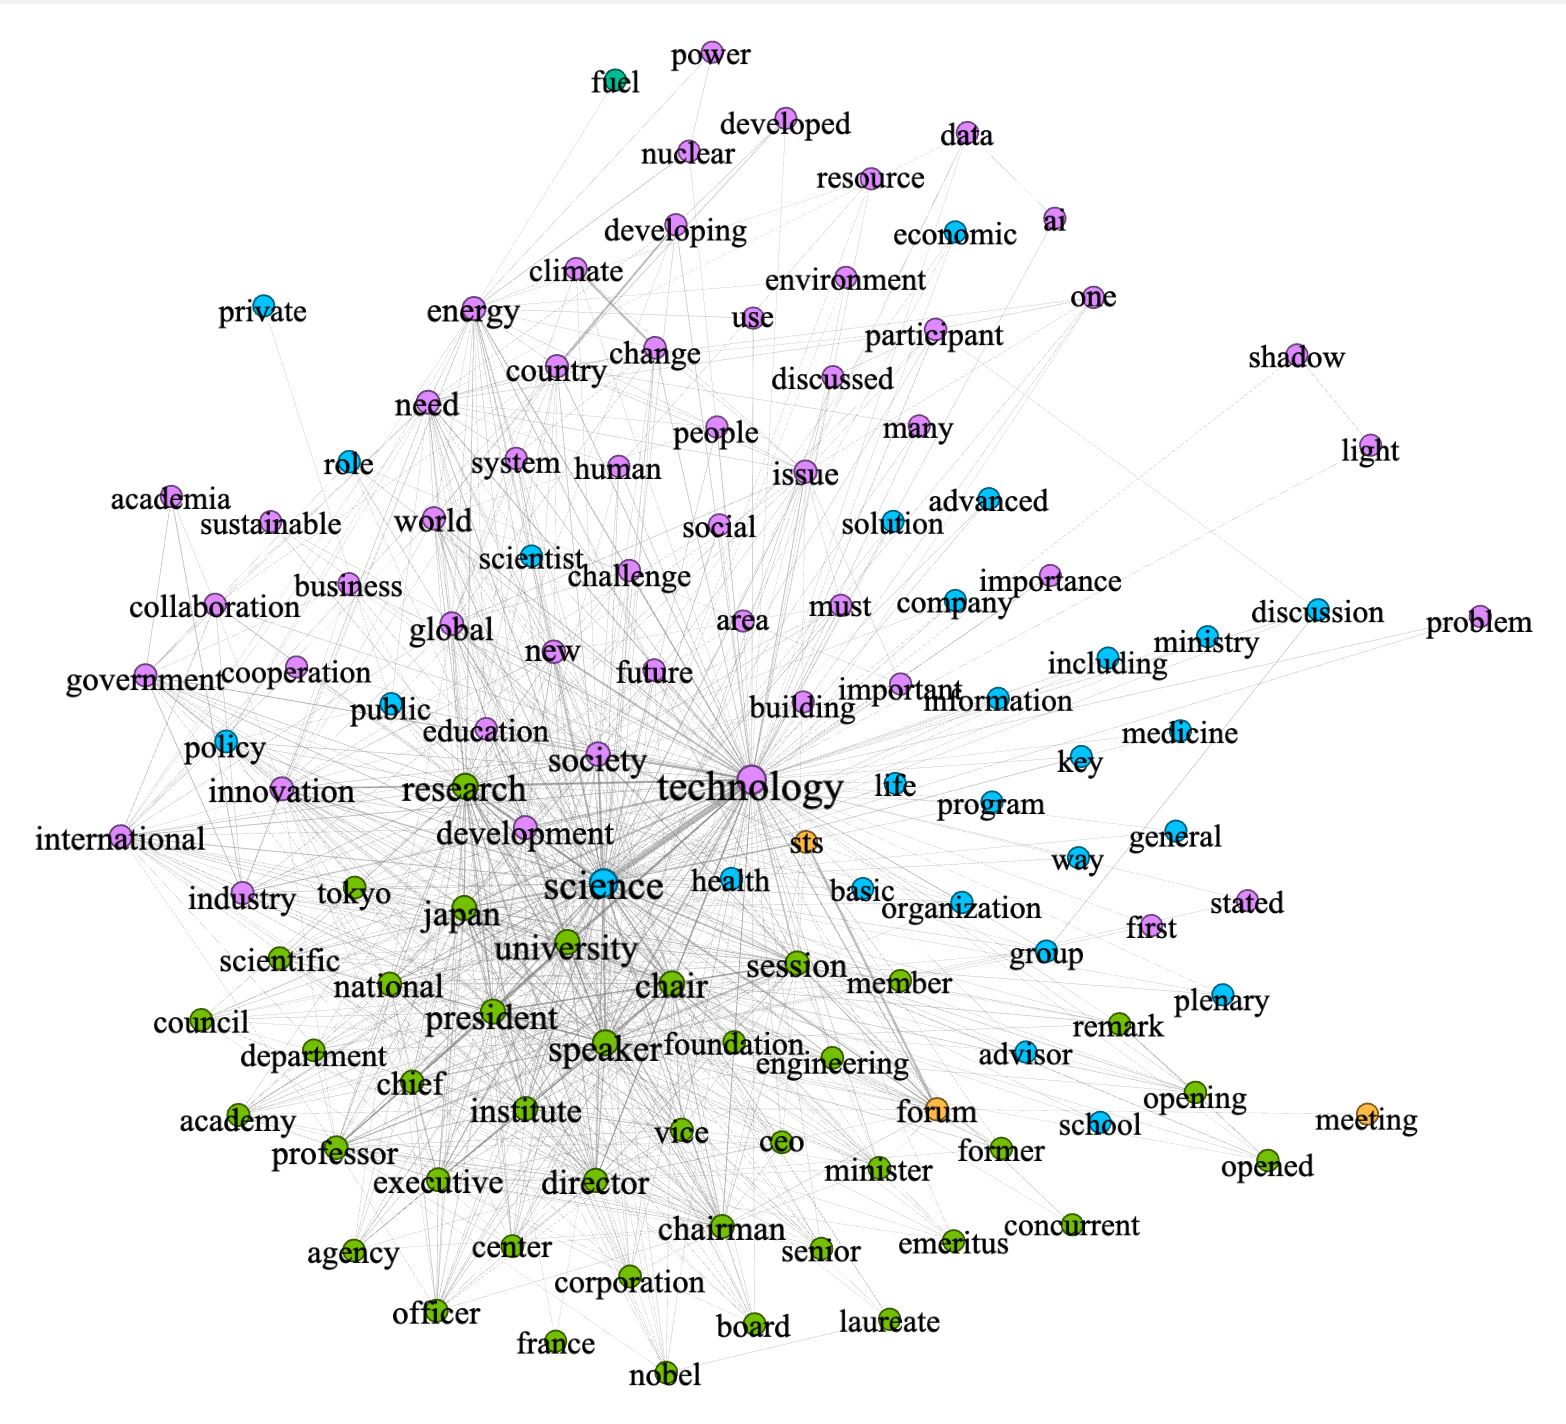 power
fuel
developed
data
nuclear
resource
ai
developing
economic
climate
environment
one
energy
private
use
participant
change
shadow
country
discussed
need
people
many
light
role
system
human
issue
academia
advanced
sustainable
world
social
solution
scientist
challenge
importance
business
collaboration
must
company
discussion
area
problem
global
ministry
new
including
future
cooperation
government
important
information
building
public
education
medicine
policy
society
key
technology
life
research
innovation
program
development
general
international
sts
way
health
science
basic
tokyo
industry
stated
organization
japan
first
university
group
scientific
session
member
national
chair
plenary
president
council
remark
speaker
foundation
advisor
department
engineering
chief
opening
institute
forum
meeting
academy
school
vice
ceo
former
professor
opened
minister
executive
director
concurrent
chairman
emeritus
center
senior
agency
corporation
officer
laureate
board
france
nobel